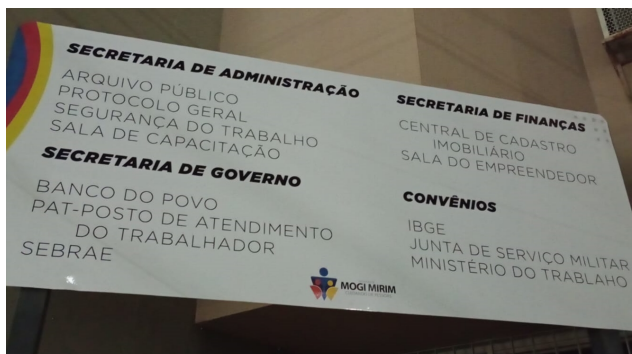 SECRETARIA DE ADMINISTRAÇÃO
ARQUIVO PÚBLICO
PROTOCOLO GERAL
SEGURANÇA DO TRABALHO
SALA DE CAPACITAÇÃO
SECRETARIA DE GOVERNO
BANCO DO POVO
PAT-POSTO DE ATENDIMENTO
DO TRABALHADOR
SEBRAE
SECRETARIA DE FINANÇAS
CENTRAL DE CADASTRO
IMOBILIÁRIO
SALA DO EMPREENDEDOR
CONVÊNIOS
IBGE
JUNTA DE SERVIÇO MILITAR
MINISTÉRIO DO TRABLAHO
MOGI MIRIM